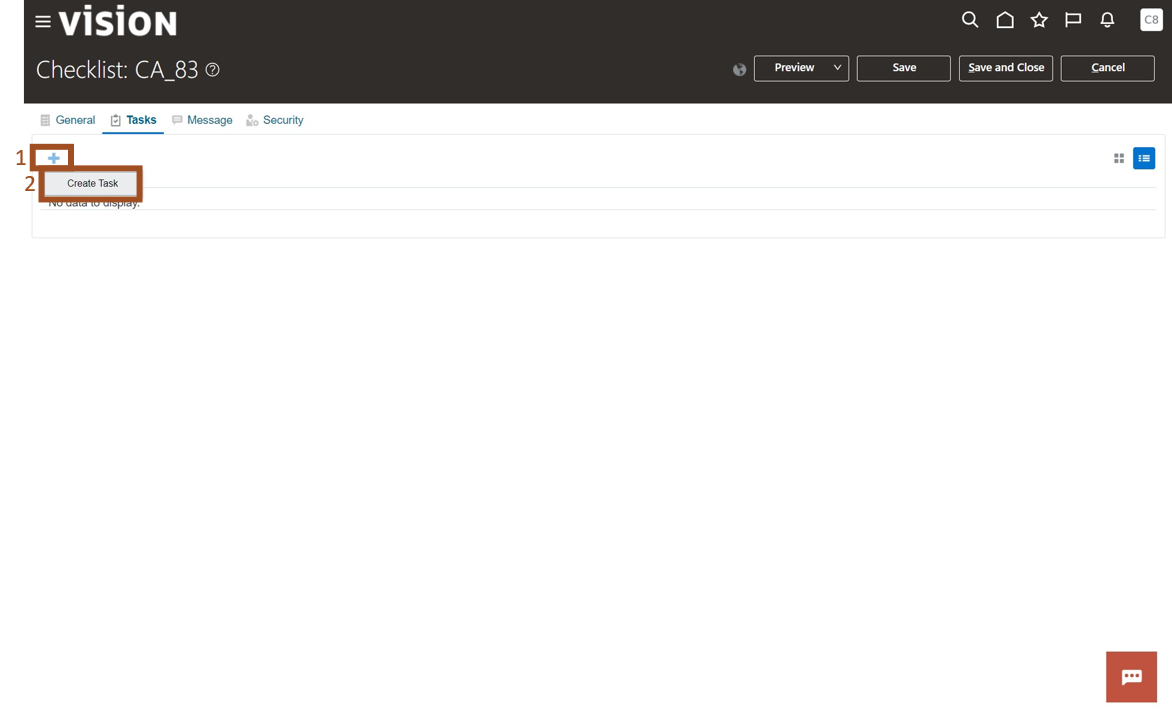 vision
C8
Checklist: CA_83
Preview
Save
Save and Close
Cancel
General
Tasks
Message
Security
1
2
Create Task
No data to display.